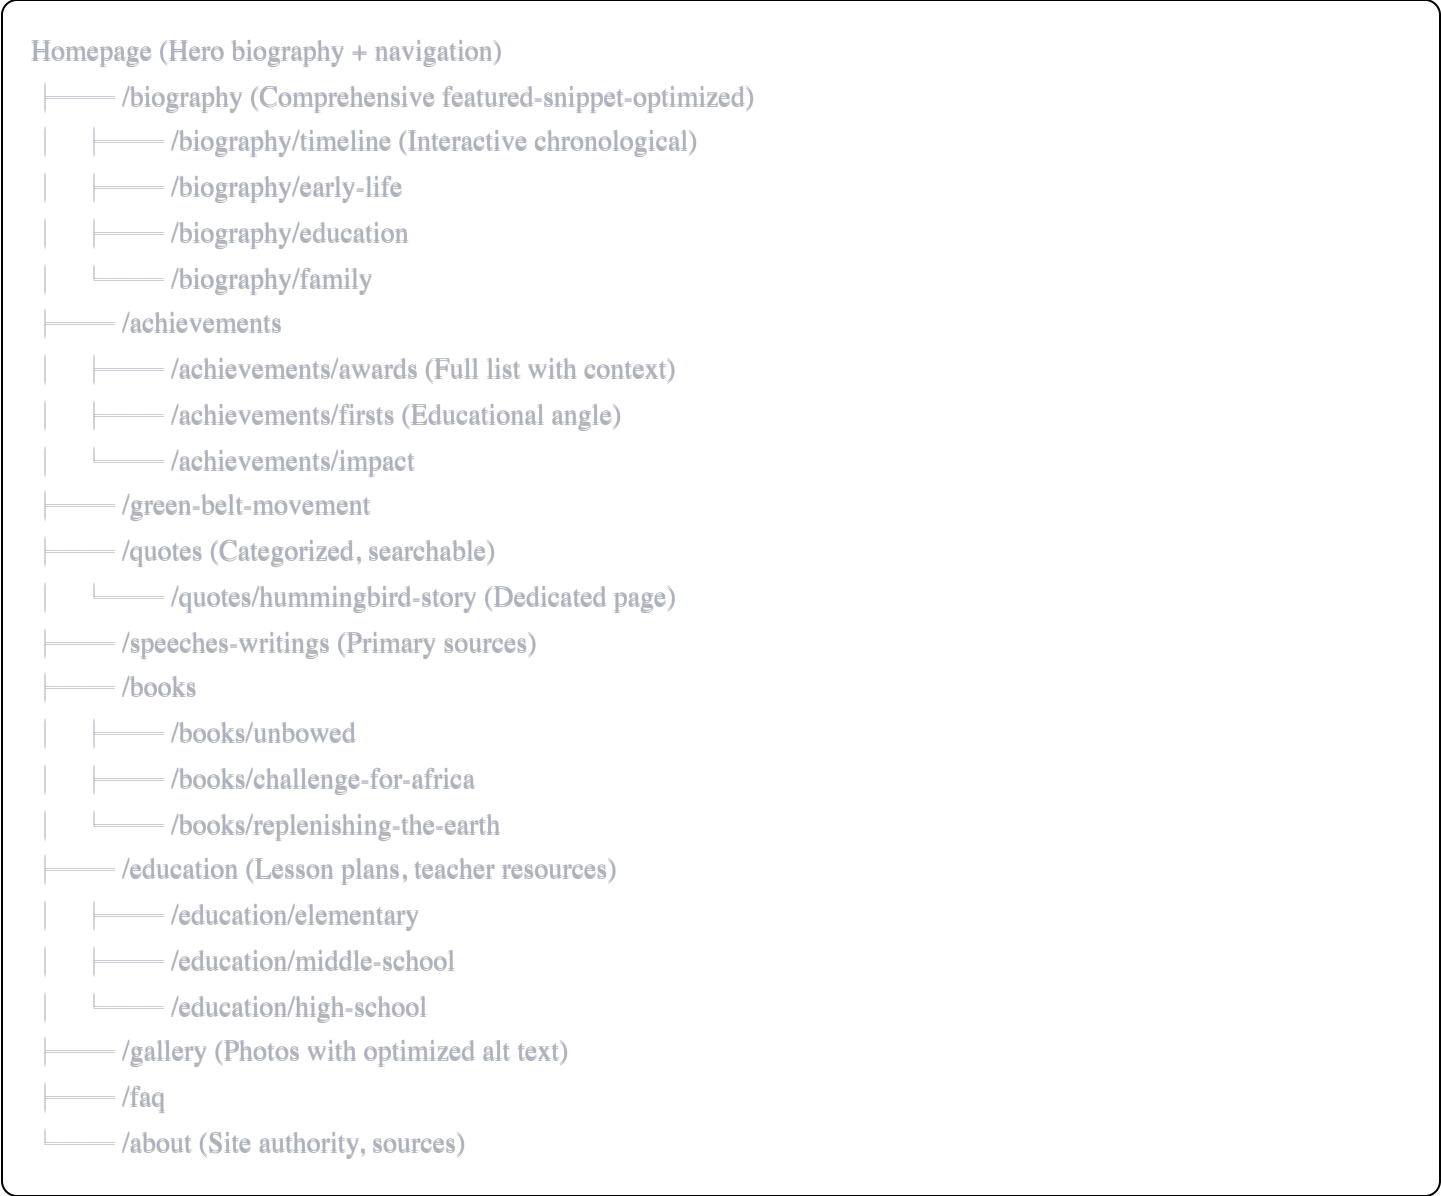 Homepage (Hero biography + navigation)
├── /biography (Comprehensive featured-snippet-optimized)
│   ├── /biography/timeline (Interactive chronological)
│   ├── /biography/early-life
│   ├── /biography/education
│   └── /biography/family
├── /achievements
│   ├── /achievements/awards (Full list with context)
│   ├── /achievements/firsts (Educational angle)
│   └── /achievements/impact
├── /green-belt-movement
├── /quotes (Categorized, searchable)
│   └── /quotes/hummingbird-story (Dedicated page)
├── /speeches-writings (Primary sources)
├── /books
│   ├── /books/unbowed
│   ├── /books/challenge-for-africa
│   └── /books/replenishing-the-earth
├── /education (Lesson plans, teacher resources)
│   ├── /education/elementary
│   ├── /education/middle-school
│   └── /education/high-school
├── /gallery (Photos with optimized alt text)
├── /faq
└── /about (Site authority, sources)